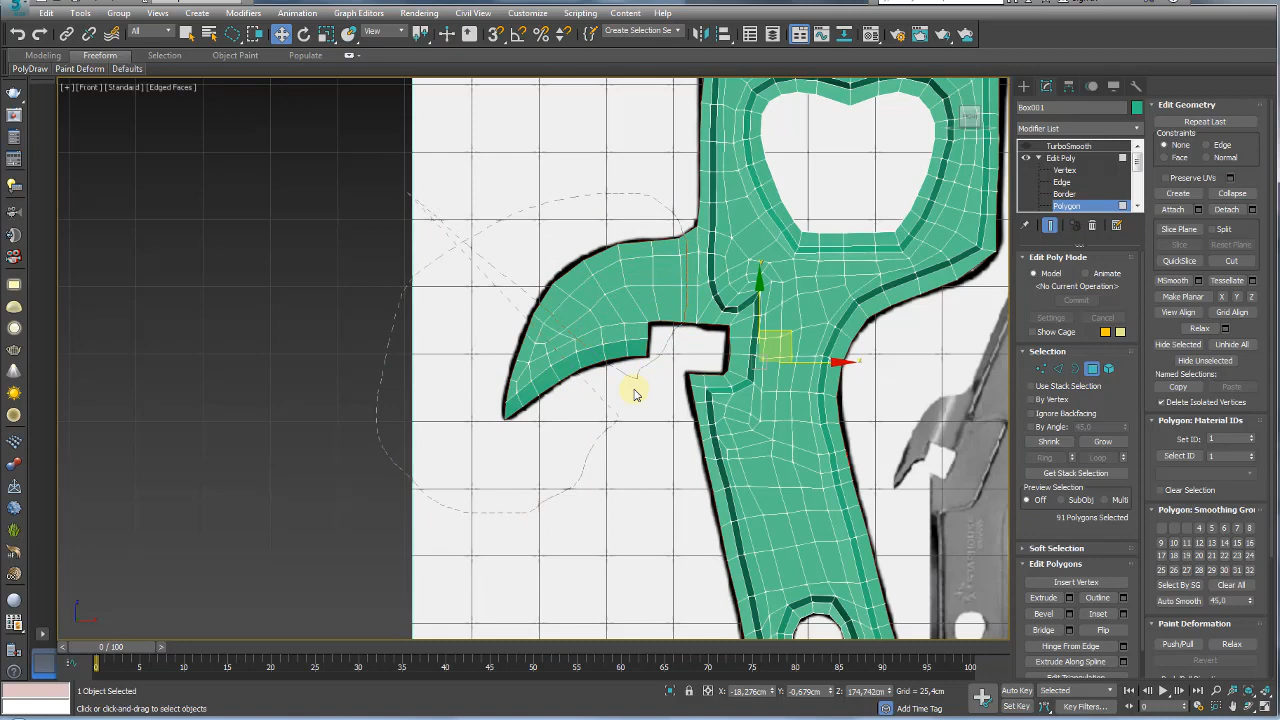 Edit Tools Group Views Create Modifiers Animation Graph Editors Rendering Civil View Customize Scripting Content Help
All View Create Selection Se
Modeling Freeform Selection Object Paint Populate
PolyDraw Paint Deform Defaults
[+] [Front] [Standard] [Edged Faces]
Box001
Modifier List
TurboSmooth
Edit Poly
Vertex
Edge
Border
Polygon
Edit Poly Mode
Model Animate
<No Current Operation>
Commit
Settings Cancel
Show Cage
Selection
Use Stack Selection
By Vertex
Ignore Backfacing
By Angle: 45,0
Shrink Grow
Ring Loop
Get Stack Selection
Preview Selection
Off SubObj Multi
91 Polygons Selected
Soft Selection
Edit Polygons
Insert Vertex
Extrude Outline
Bevel Inset
Bridge Flip
Hinge From Edge
Extrude Along Spline
Edit Triangulation
Edit Geometry
Repeat Last
Constraints
None Edge
Face Normal
Preserve UVs
Create Collapse
Attach Detach
Slice Plane Split
Slice Reset Plane
QuickSlice Cut
MSmooth Tessellate
Make Planar X Y Z
View Align Grid Align
Relax
Hide Selected Unhide All
Hide Unselected
Named Selections:
Copy Paste
Delete Isolated Vertices
Polygon: Material IDs
Set ID: 1
Select ID 1
Clear Selection
Polygon: Smoothing Grou
4 5 6 7 8
9 10 11 12 13 14 15 16
17 18 19 20 21 22 23 24
25 26 27 28 29 30 31 32
Select By SG Clear All
Auto Smooth 45,0
Paint Deformation
Push/Pull Relax
Revert
0 / 100
0 5 10 15 20 25 30 35 40 45 50 55 60 65 70 75 80 85 90 95 100
1 Object Selected
Click or click-and-drag to select objects
X: -18,276cm Y: -0,679cm Z: 174,742cm Grid = 25,4cm
Add Time Tag
Auto Key Selected
Set Key Key Filters... 0